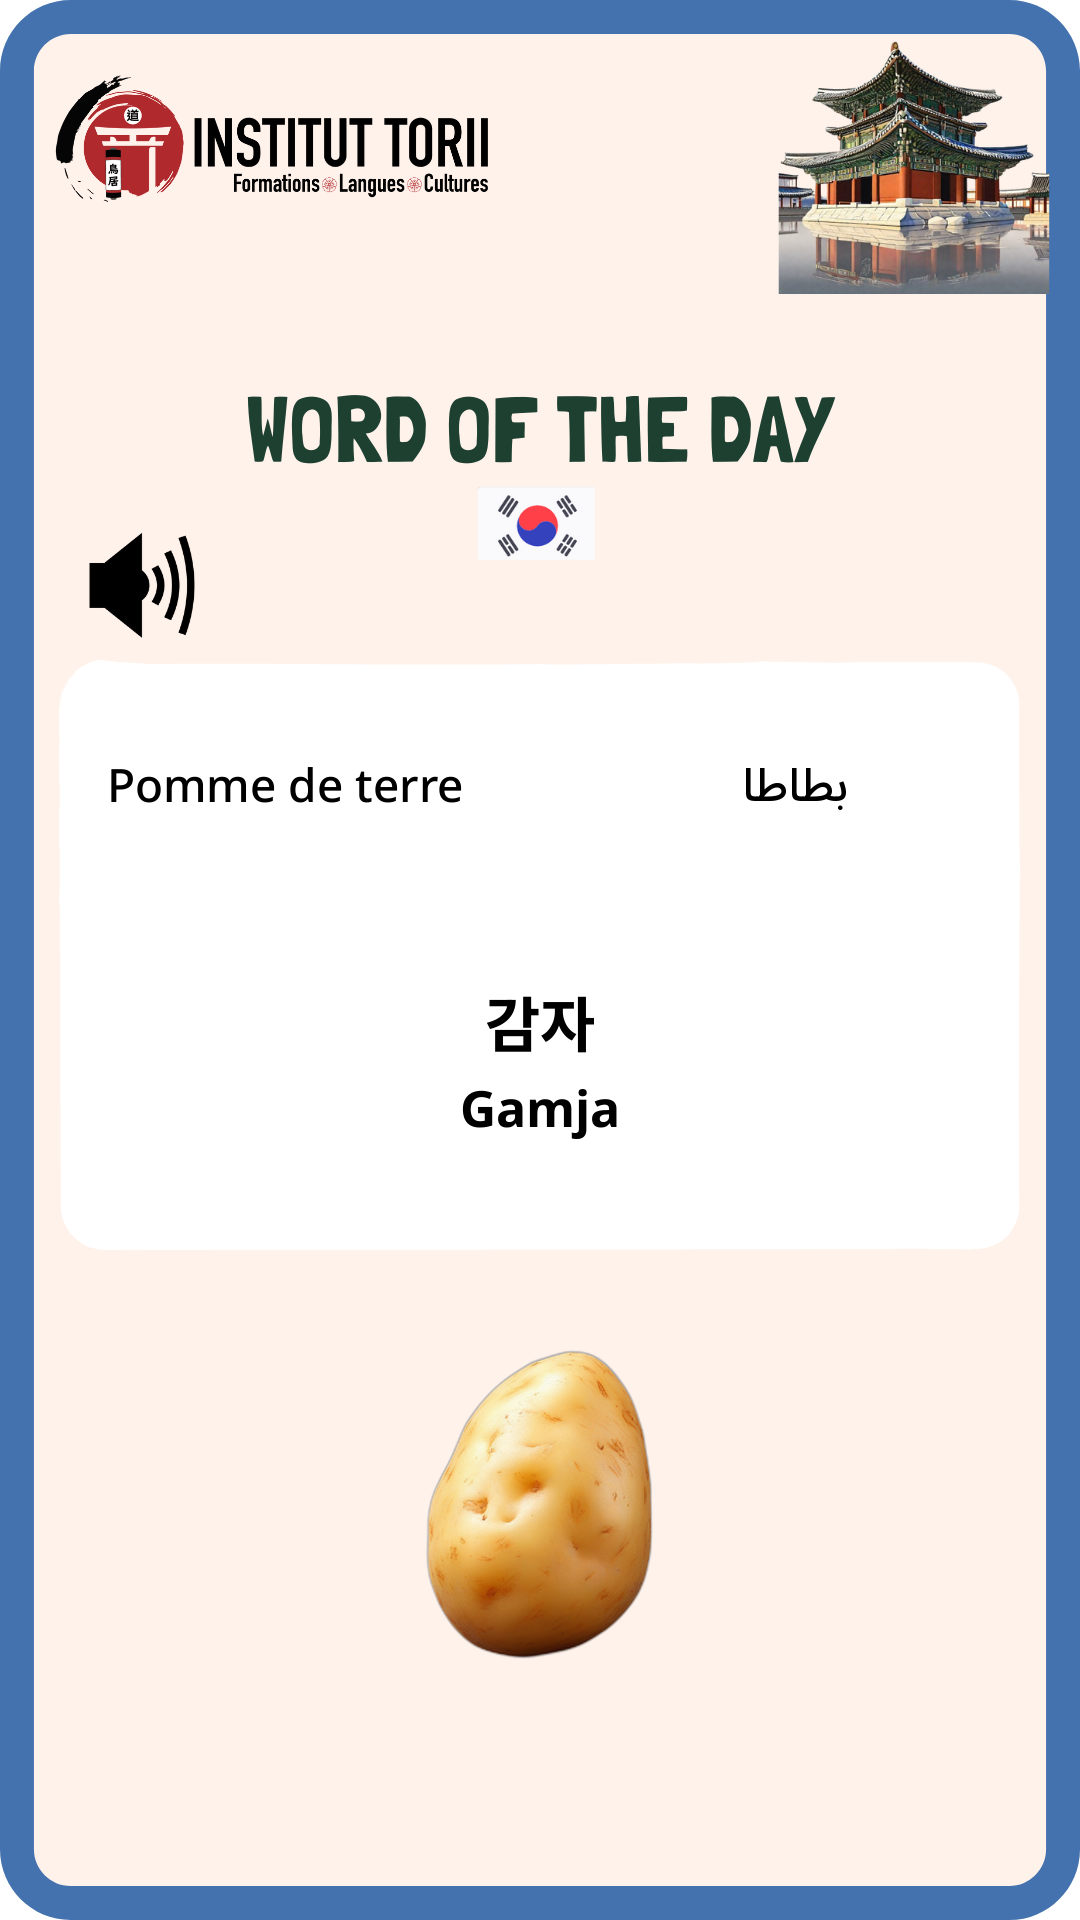 道
鳥居
INSTITUT TORII
Formations Langues Cultures
WORD OF THE DAY
Pomme de terre
بطاطا
감자
Gamja